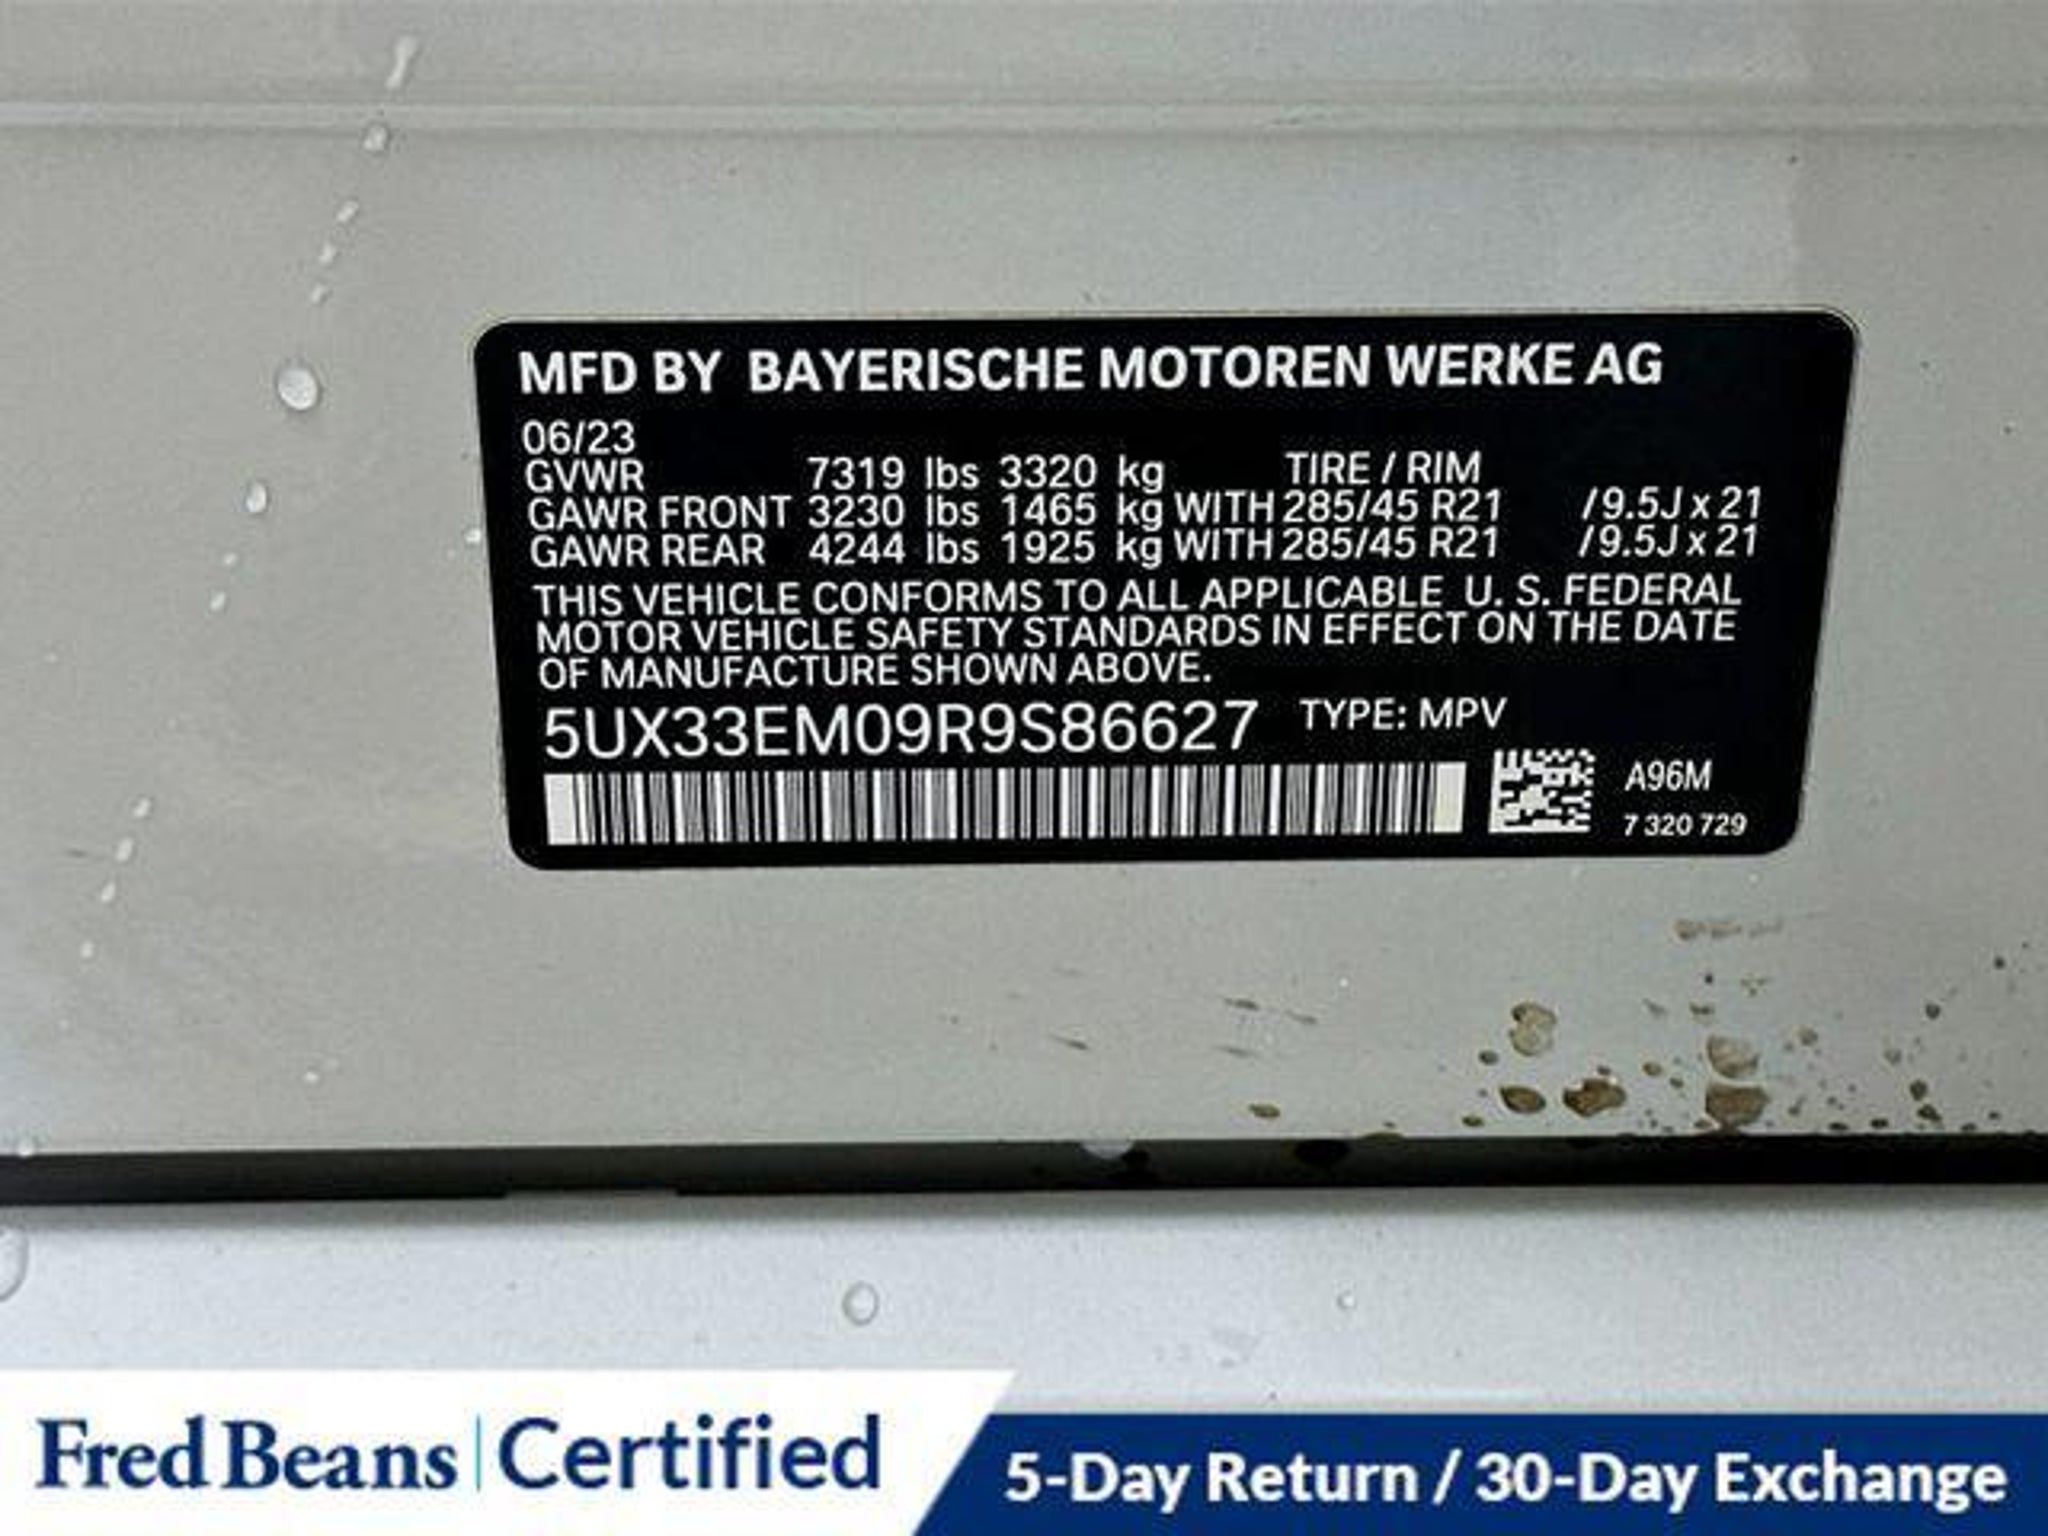 MFD BY BAYERISCHE MOTOREN WERKE AG
06/23
GVWR 7319 lbs 3320 kg TIRE / RIM
GAWR FRONT 3230 lbs 1465 kg WITH 285/45 R21 /9.5J x 21
GAWR REAR 4244 lbs 1925 kg WITH 285/45 R21 /9.5J x 21
THIS VEHICLE CONFORMS TO ALL APPLICABLE U. S. FEDERAL
MOTOR VEHICLE SAFETY STANDARDS IN EFFECT ON THE DATE
OF MANUFACTURE SHOWN ABOVE.
5UX33EM09R9S86627 TYPE: MPV
A96M
7 320 729
Fred Beans | Certified
5-Day Return / 30-Day Exchange